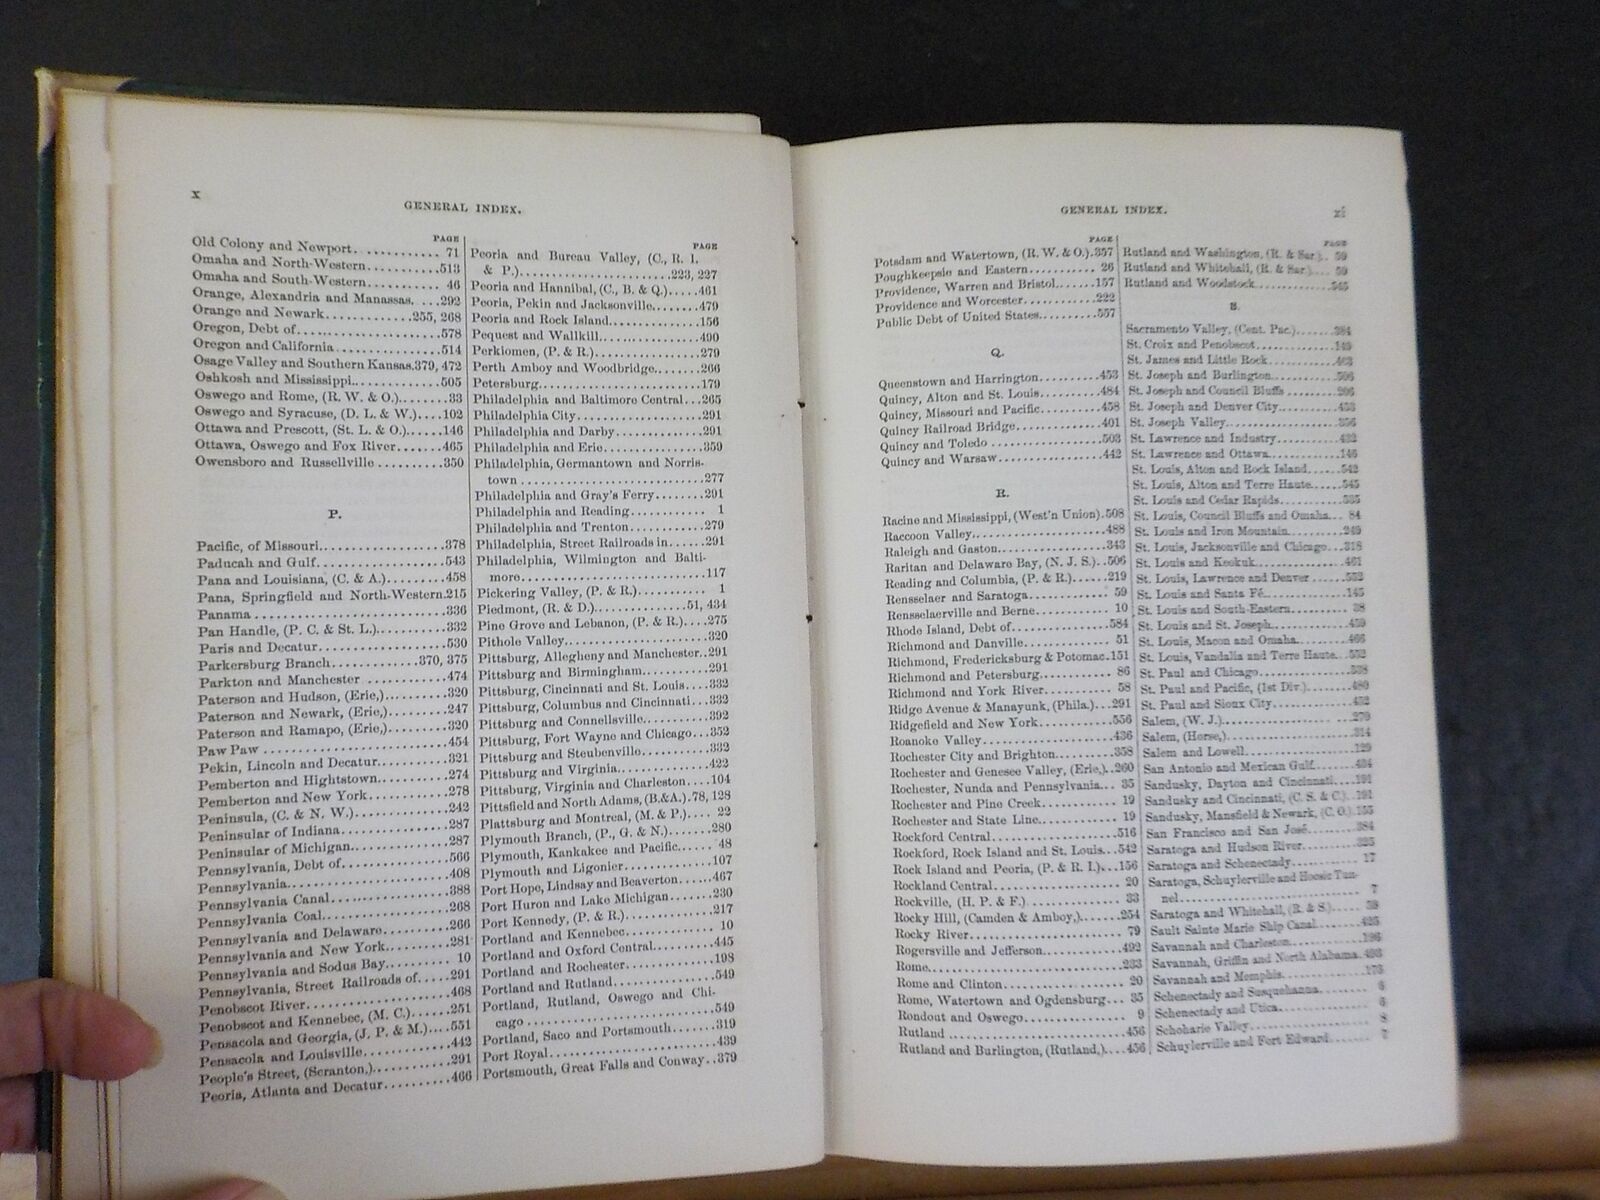 x
GENERAL INDEX.
PAGE
Old Colony and Newport............ 71
Omaha and North-Western............513
Omaha and South-Western............ 46
Orange, Alexandria and Manassas. ...292
Orange and Newark.............255, 268
Oregon, Debt of.....................578
Oregon and California...............514
Osage Valley and Southern Kansas.379, 472
Oshkosh and Mississippi.............505
Oswego and Rome, (R. W. & O.)....... 33
Oswego and Syracuse, (D. L. & W.)....102
Ottawa and Prescott, (St. L. & O.).....146
Ottawa, Oswego and Fox River.......465
Owensboro and Russellville ..........350
P.
Pacific, of Missouri..................378
Paducah and Gulf...................543
Pana and Louisiana, (C. & A.)........458
Pana, Springfield and North-Western.215
Panama ............................336
Pan Handle, (P. C. & St. L.)..........332
Paris and Decatur...................530
Parkersburg Branch............370, 375
Parkton and Manchester ............474
Paterson and Hudson, (Erie,).........320
Paterson and Newark, (Erie,).........247
Paterson and Ramapo, (Erie,).........320
Paw Paw ..........................454
Pekin, Lincoln and Decatur..........321
Pemberton and Hightstown..........274
Pemberton and New York...........278
Peninsula, (C. & N. W.).............242
Peninsular of Indiana................287
Peninsular of Michigan..............287
Pennsylvania, Debt of...............566
Pennsylvania.......................408
Pennsylvania Canal.................388
Pennsylvania Coal..................268
Pennsylvania and Delaware..........266
Pennsylvania and New York.........281
Pennsylvania and Sodus Bay......... 10
Pennsylvania, Street Railroads of.....291
Penobscot River....................468
Penobscot and Kennebec, (M. C.).....251
Pensacola and Georgia, (J. P. & M.)...551
Pensacola and Louisville.............442
People's Street, (Scranton,)...........291
Peoria, Atlanta and Decatur..........466
PAGE
Peoria and Bureau Valley, (C., R. I.
& P.)......................223, 227
Peoria and Hannibal, (C., B. & Q.).....461
Peoria, Pekin and Jacksonville.......479
Peoria and Rock Island.............156
Pequest and Wallkill...............490
Perkiomen, (P. & R.)...............279
Perth Amboy and Woodbridge.......266
Petersburg........................179
Philadelphia and Baltimore Central...265
Philadelphia City..................291
Philadelphia and Darby............291
Philadelphia and Erie...............359
Philadelphia, Germantown and Norris-
town ...........................277
Philadelphia and Gray's Ferry........291
Philadelphia and Reading........... 1
Philadelphia and Trenton...........279
Philadelphia, Street Railroads in.....291
Philadelphia, Wilmington and Balti-
more...........................117
Pickering Valley, (P. & R.).......... 1
Piedmont, (R. & D.).............51, 434
Pine Grove and Lebanon, (P. & R.)....275
Pithole Valley.....................320
Pittsburg, Allegheny and Manchester..291
Pittsburg and Birmingham..........291
Pittsburg, Cincinnati and St. Louis....332
Pittsburg, Columbus and Cincinnati...332
Pittsburg and Connellsville..........392
Pittsburg, Fort Wayne and Chicago...352
Pittsburg and Steubenville..........332
Pittsburg and Virginia..............422
Pittsburg, Virginia and Charleston....104
Pittsfield and North Adams, (B.&A.).78, 128
Plattsburg and Montreal, (M. & P.).... 22
Plymouth Branch, (P., G. & N.).......280
Plymouth, Kankakee and Pacific..... 48
Plymouth and Ligonier.............107
Port Hope, Lindsay and Beaverton....467
Port Huron and Lake Michigan......230
Port Kennedy, (P. & R.)............217
Portland and Kennebec............. 10
Portland and Oxford Central.........445
Portland and Rochester.............198
Portland and Rutland...............549
Portland, Rutland, Oswego and Chi-
cago ...........................549
Portland, Saco and Portsmouth.......319
Port Royal.........................439
Portsmouth, Great Falls and Conway..379
GENERAL INDEX.
xi
PAGE
Potsdam and Watertown, (R. W. & O.).357
Poughkeepsie and Eastern........... 26
Providence, Warren and Bristol.......157
Providence and Worcester...........222
Public Debt of United States.........557
Q.
Queenstown and Harrington.........453
Quincy, Alton and St. Louis..........484
Quincy, Missouri and Pacific.........458
Quincy Railroad Bridge.............401
Quincy and Toledo .................503
Quincy and Warsaw................442
R.
Racine and Mississippi, (West'n Union).508
Raccoon Valley.....................488
Raleigh and Gaston.................343
Raritan and Delaware Bay, (N. J. S.)..506
Reading and Columbia, (P. & R.)......219
Rensselaer and Saratoga............. 59
Rensselaerville and Berne............ 10
Rhode Island, Debt of...............584
Richmond and Danville.............. 51
Richmond, Fredericksburg & Potomac.151
Richmond and Petersburg........... 86
Richmond and York River........... 58
Ridge Avenue & Manayunk, (Phila.)...291
Ridgefield and New York............556
Roanoke Valley....................436
Rochester City and Brighton.........358
Rochester and Genesee Valley, (Erie,)..260
Rochester, Nunda and Pennsylvania... 35
Rochester and Pine Creek........... 19
Rochester and State Line............ 19
Rockford Central...................516
Rockford, Rock Island and St. Louis...542
Rock Island and Peoria, (P. & R. I.)...156
Rockland Central................... 20
Rockville, (H. P. & F.).............. 33
Rocky Hill, (Camden & Amboy,)......254
Rocky River ....................... 79
Rogersville and Jefferson............492
Rome..............................233
Rome and Clinton................... 20
Rome, Watertown and Ogdensburg... 35
Rondout and Oswego............... 9
Rutland ...........................456
Rutland and Burlington, (Rutland,)....456
PAGE
Rutland and Washington, (R. & Sar.).. 59
Rutland and Whitehall, (R. & Sar.).... 59
Rutland and Woodstock............545
S.
Sacramento Valley, (Cent. Pac.)......384
St. Croix and Penobscot............149
St. James and Little Rock...........463
St. Joseph and Burlington...........206
St. Joseph and Council Bluffs ........206
St. Joseph and Denver City.........
St. Joseph Valley..................
St. Lawrence and Industry..........
St. Lawrence and Ottawa...........146
St. Louis, Alton and Rock Island.....542
St. Louis, Alton and Terre Haute.....545
St. Louis and Cedar Rapids..........
St. Louis, Council Bluffs and Omaha... 84
St. Louis and Iron Mountain.........249
St. Louis, Jacksonville and Chicago...318
St. Louis and Keokuk...............461
St. Louis, Lawrence and Denver......552
St. Louis and Santa Fé..............145
St. Louis and South-Eastern.......... 38
St. Louis and St. Joseph.............459
St. Louis, Macon and Omaha.........466
St. Louis, Vandalia and Terre Haute...552
St. Paul and Chicago................
St. Paul and Pacific, (1st Div.)........480
St. Paul and Sioux City..............
Salem, (W. J.)......................279
Salem, (Horse,).....................314
Salem and Lowell...................129
San Antonio and Mexican Gulf.......
Sandusky, Dayton and Cincinnati....191
Sandusky and Cincinnati, (C. S. & C.)..191
Sandusky, Mansfield & Newark, (C. O.).155
San Francisco and San José..........384
Saratoga and Hudson River..........325
Saratoga and Schenectady........... 17
Saratoga, Schuylerville and Hoosic Tun-
nel.............................. 7
Saratoga and Whitehall, (R. & S.)..... 59
Sault Sainte Marie Ship Canal........425
Savannah and Charleston............196
Savannah, Griffin and North Alabama.
Savannah and Memphis..............173
Schenectady and Susquehanna........ 6
Schenectady and Utica............... 6
Schoharie Valley.................... 8
Schuylerville and Fort Edward....... 7